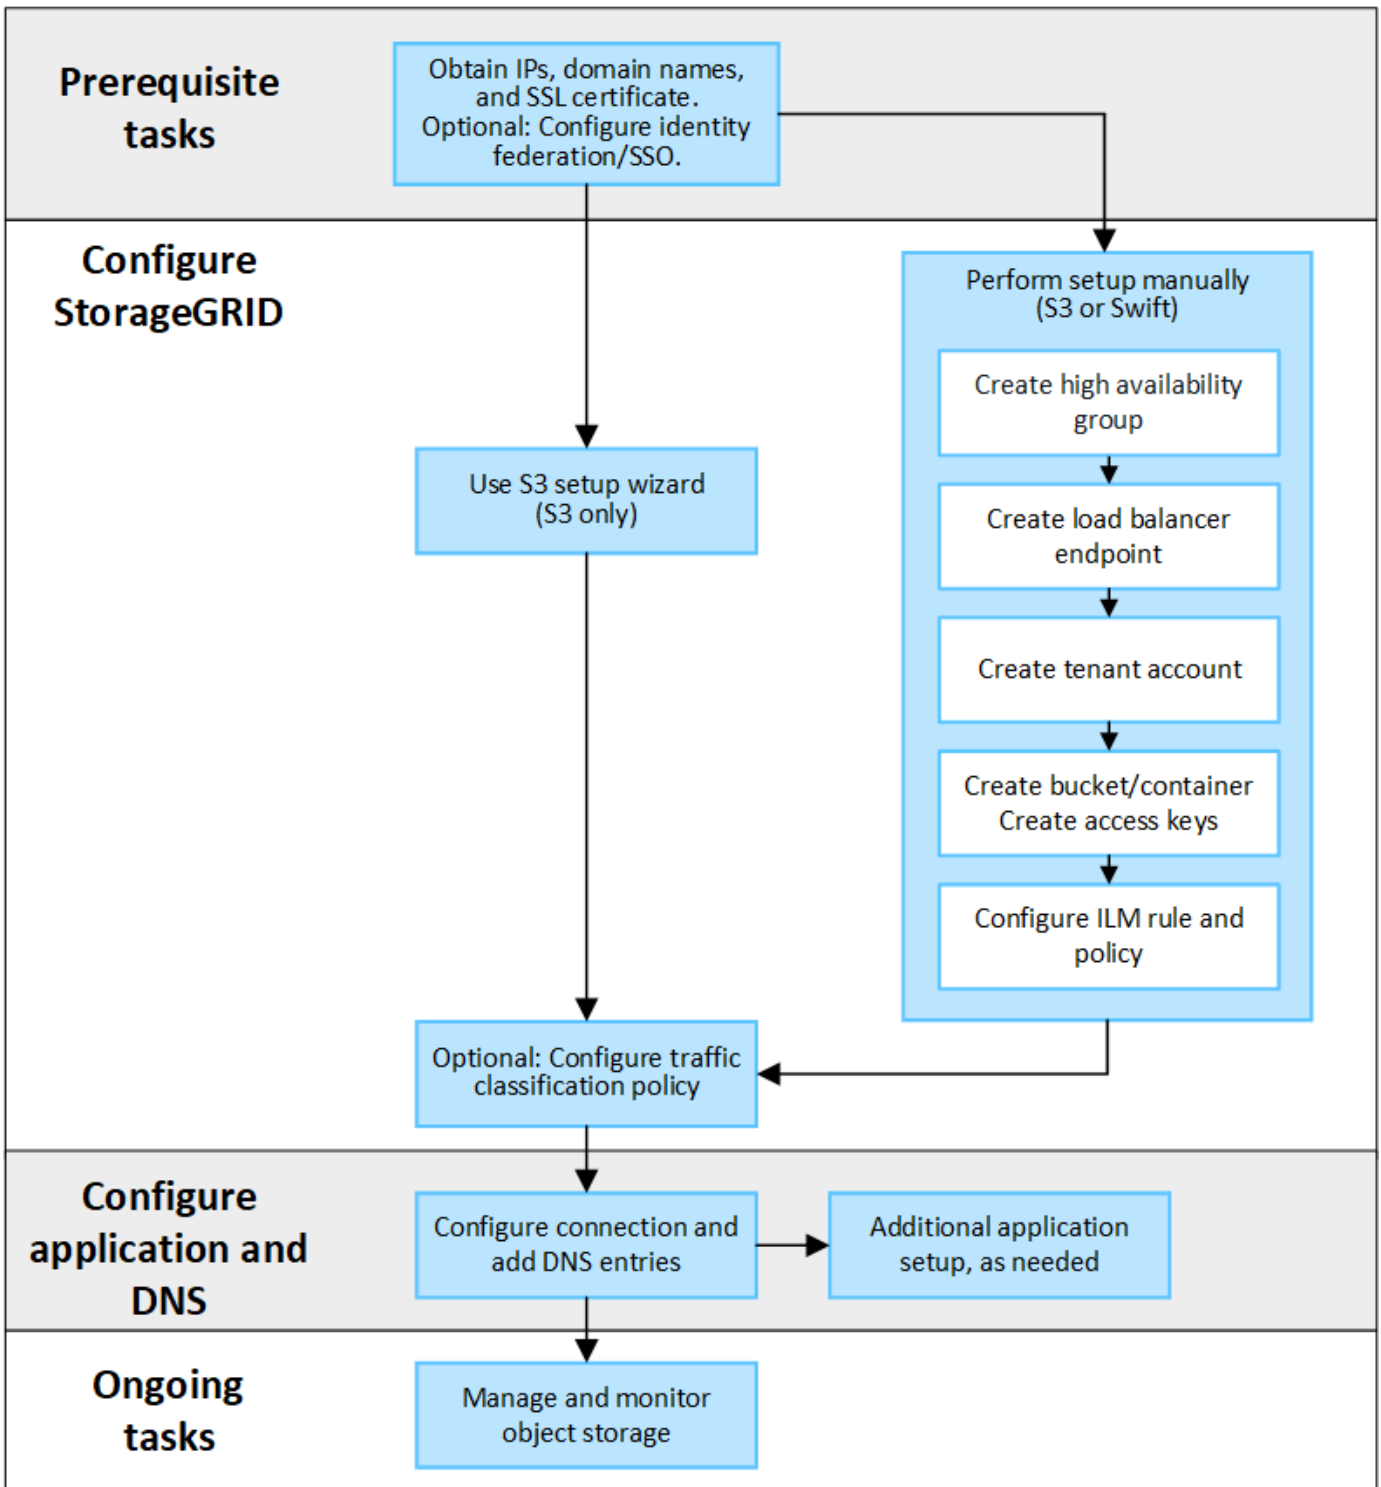 Prerequisite
tasks
Obtain IPs, domain names,
and SSL certificate.
Optional: Configure identity
federation/SSO.
Configure
StorageGRID
Perform setup manually
(S3 or Swift)
Create high availability
group
Create load balancer
endpoint
Create tenant account
Create bucket/container
Create access keys
Configure ILM rule and
policy
Use S3 setup wizard
(S3 only)
Optional: Configure traffic
classification policy
Configure
application and
DNS
Configure connection and
add DNS entries
Additional application
setup, as needed
Ongoing
tasks
Manage and monitor
object storage